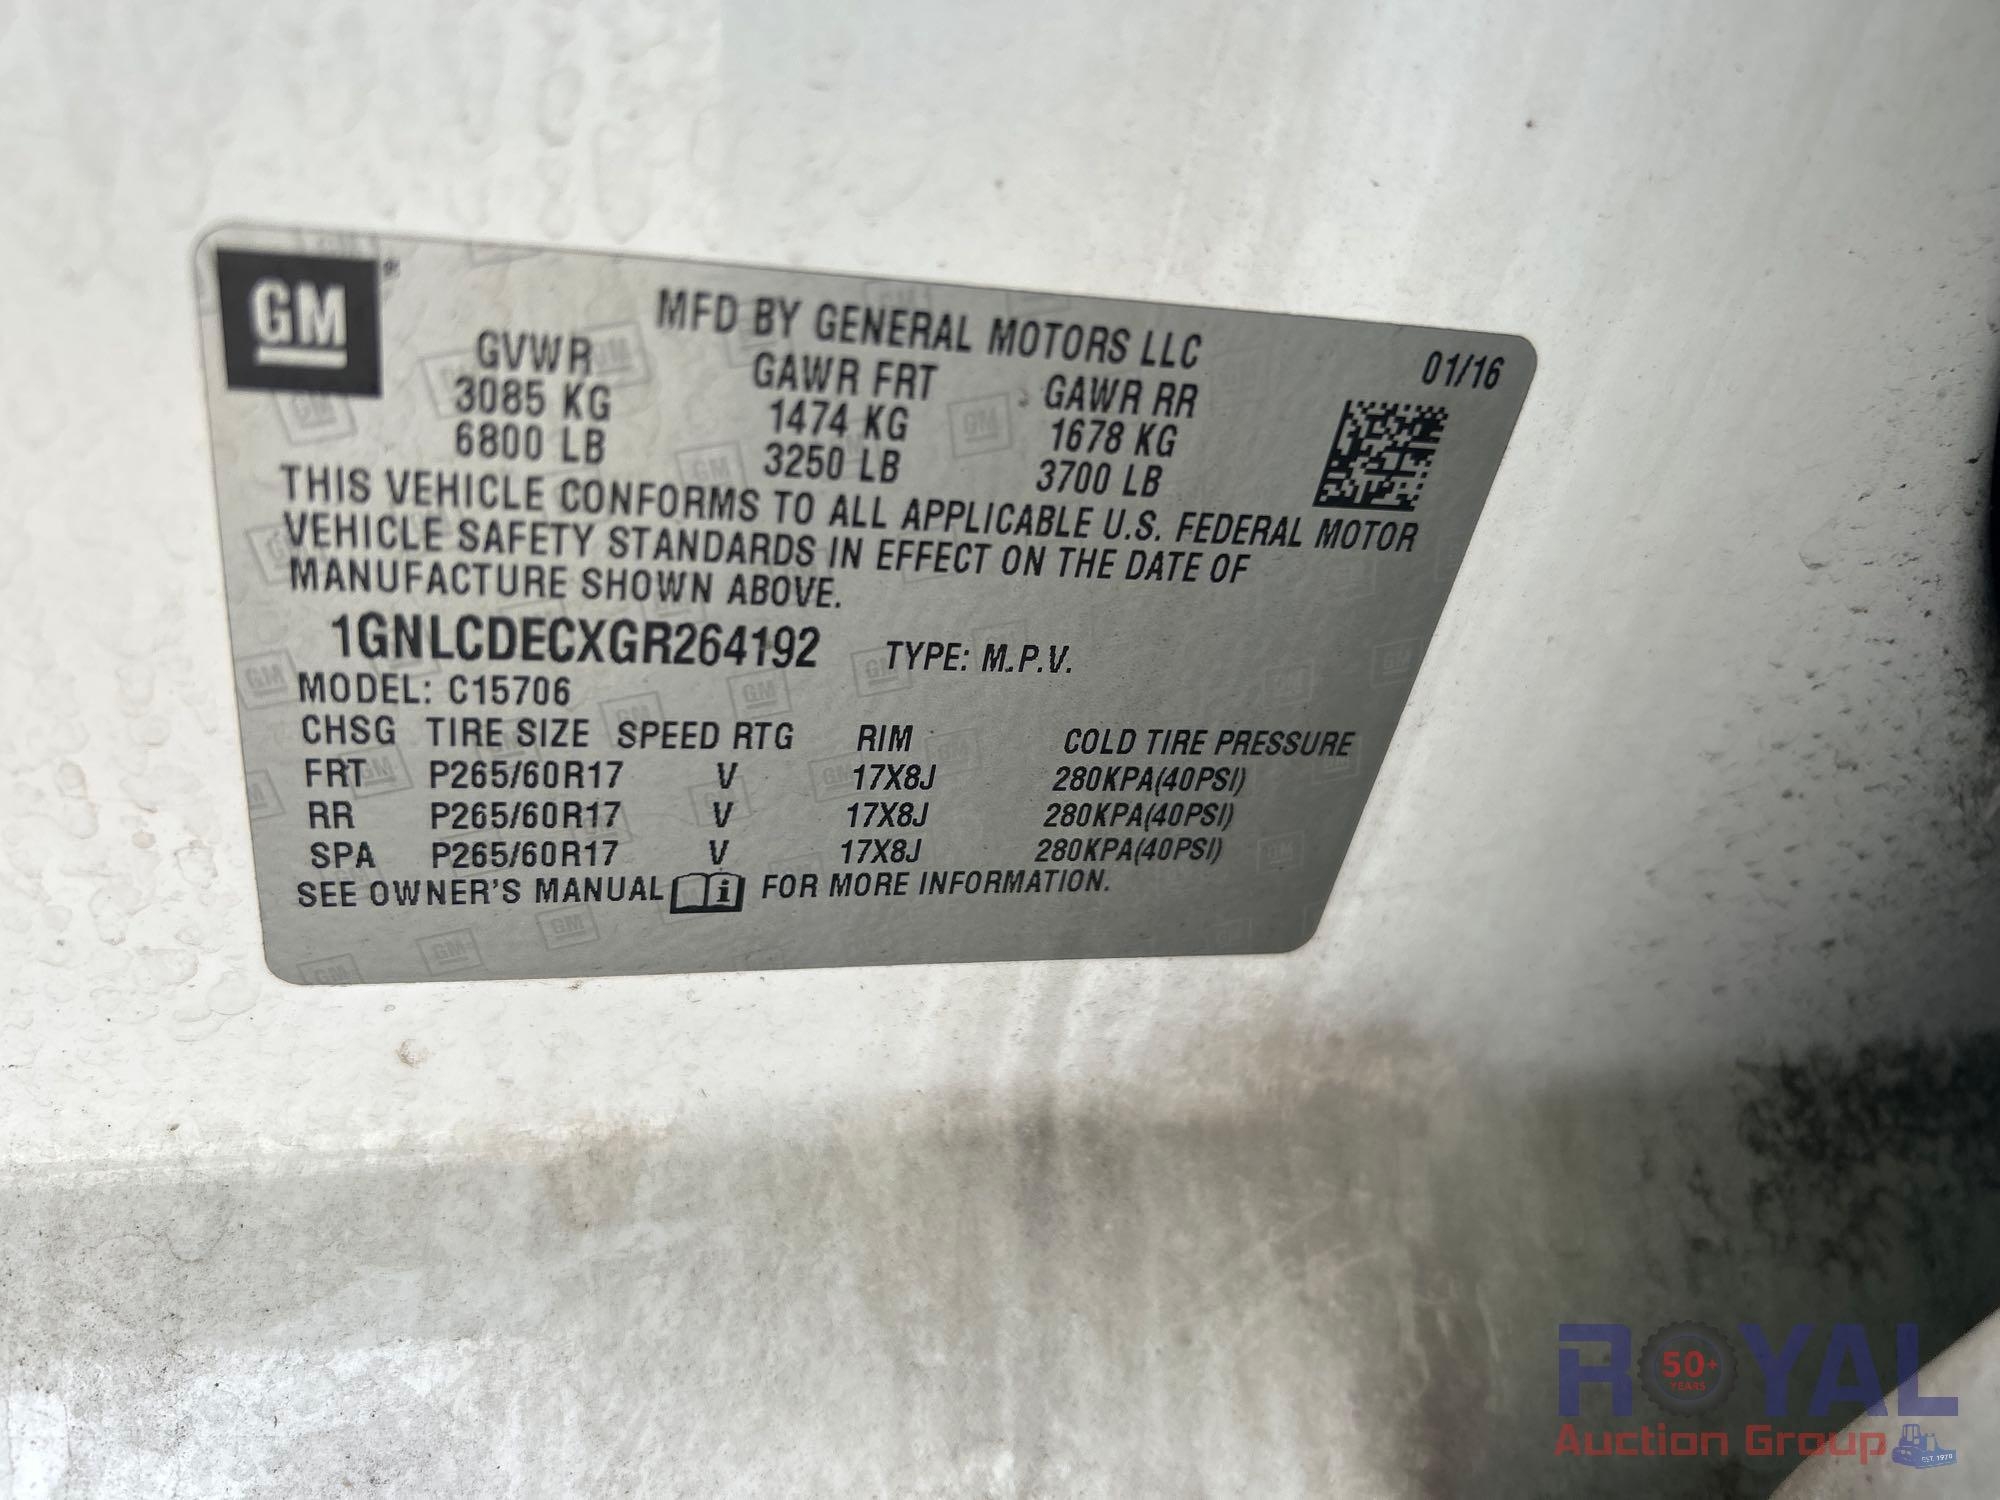 GM
MFD BY GENERAL MOTORS LLC
01/16
GVWR GAWR FRT GAWR RR
3085 KG 1474 KG 1678 KG
6800 LB 3250 LB 3700 LB
THIS VEHICLE CONFORMS TO ALL APPLICABLE U.S. FEDERAL MOTOR
VEHICLE SAFETY STANDARDS IN EFFECT ON THE DATE OF
MANUFACTURE SHOWN ABOVE.
1GNLCDECXGR264192 TYPE: M.P.V.
MODEL: C15706
CHSG TIRE SIZE SPEED RTG RIM COLD TIRE PRESSURE
FRT P265/60R17 V 17X8J 280KPA(40PSI)
RR P265/60R17 V 17X8J 280KPA(40PSI)
SPA P265/60R17 V 17X8J 280KPA(40PSI)
SEE OWNER'S MANUAL i FOR MORE INFORMATION.
ROYAL
50+
YEARS
Auction Group
EST. 1970